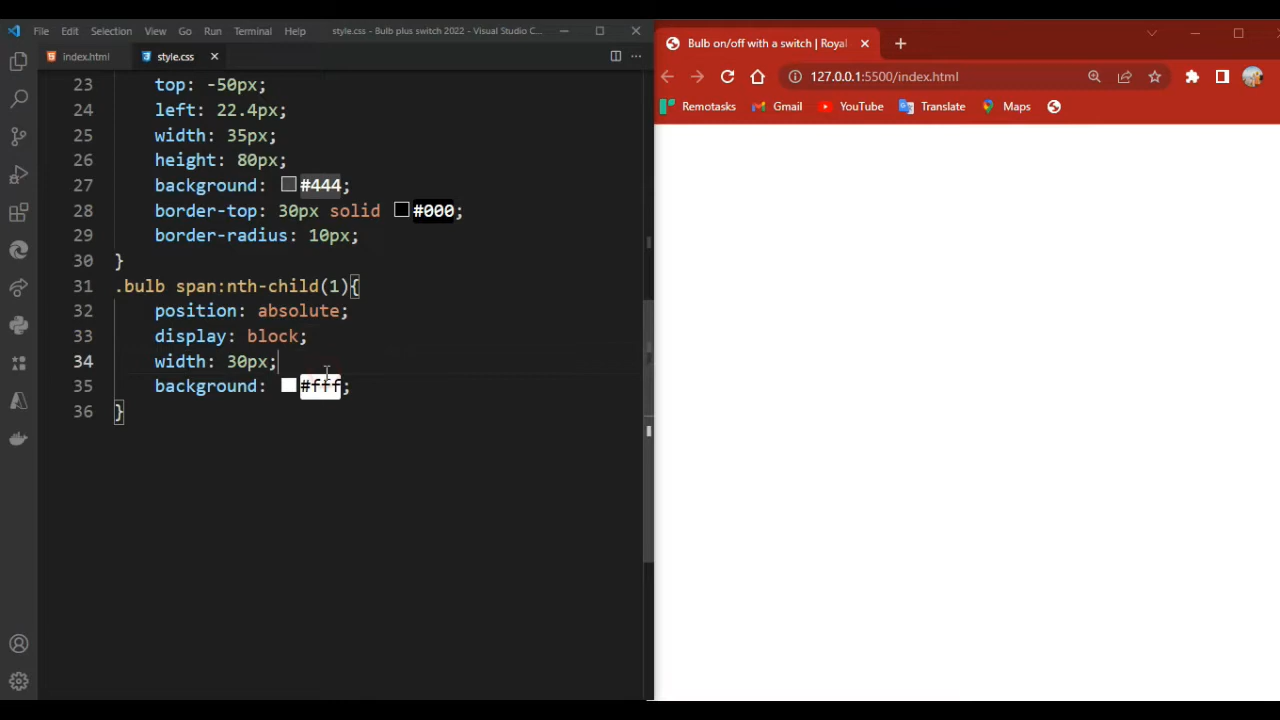 File Edit Selection View Go Run Terminal Help style.css - Bulb plus switch 2022 - Visual Studio C...
index.html style.css
23 top: -50px;
24 left: 22.4px;
25 width: 35px;
26 height: 80px;
27 background: #444;
28 border-top: 30px solid #000;
29 border-radius: 10px;
30 }
31 .bulb span:nth-child(1){
32 position: absolute;
33 display: block;
34 width: 30px;
35 background: #fff;
36 }
Bulb on/off with a switch | Royal
127.0.0.1:5500/index.html
Remotasks Gmail YouTube Translate Maps